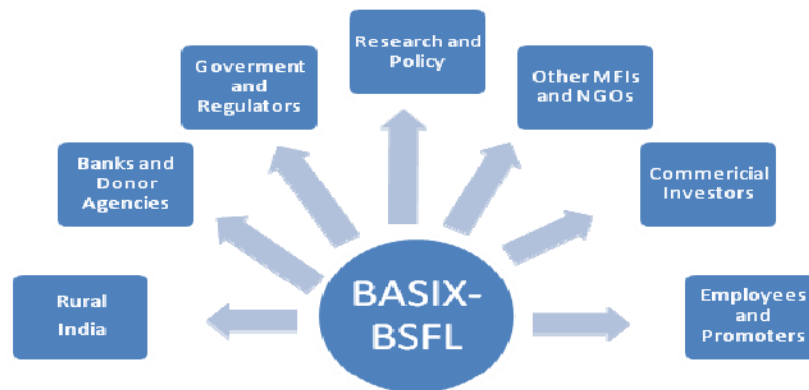 Research and
Policy
Goverment
and
Regulators
Other MFIs
and NGOs
Banks and
Donor
Agencies
Commericial
Investors
Rural
India
BASIX-
BSFL
Employees
and
Promoters